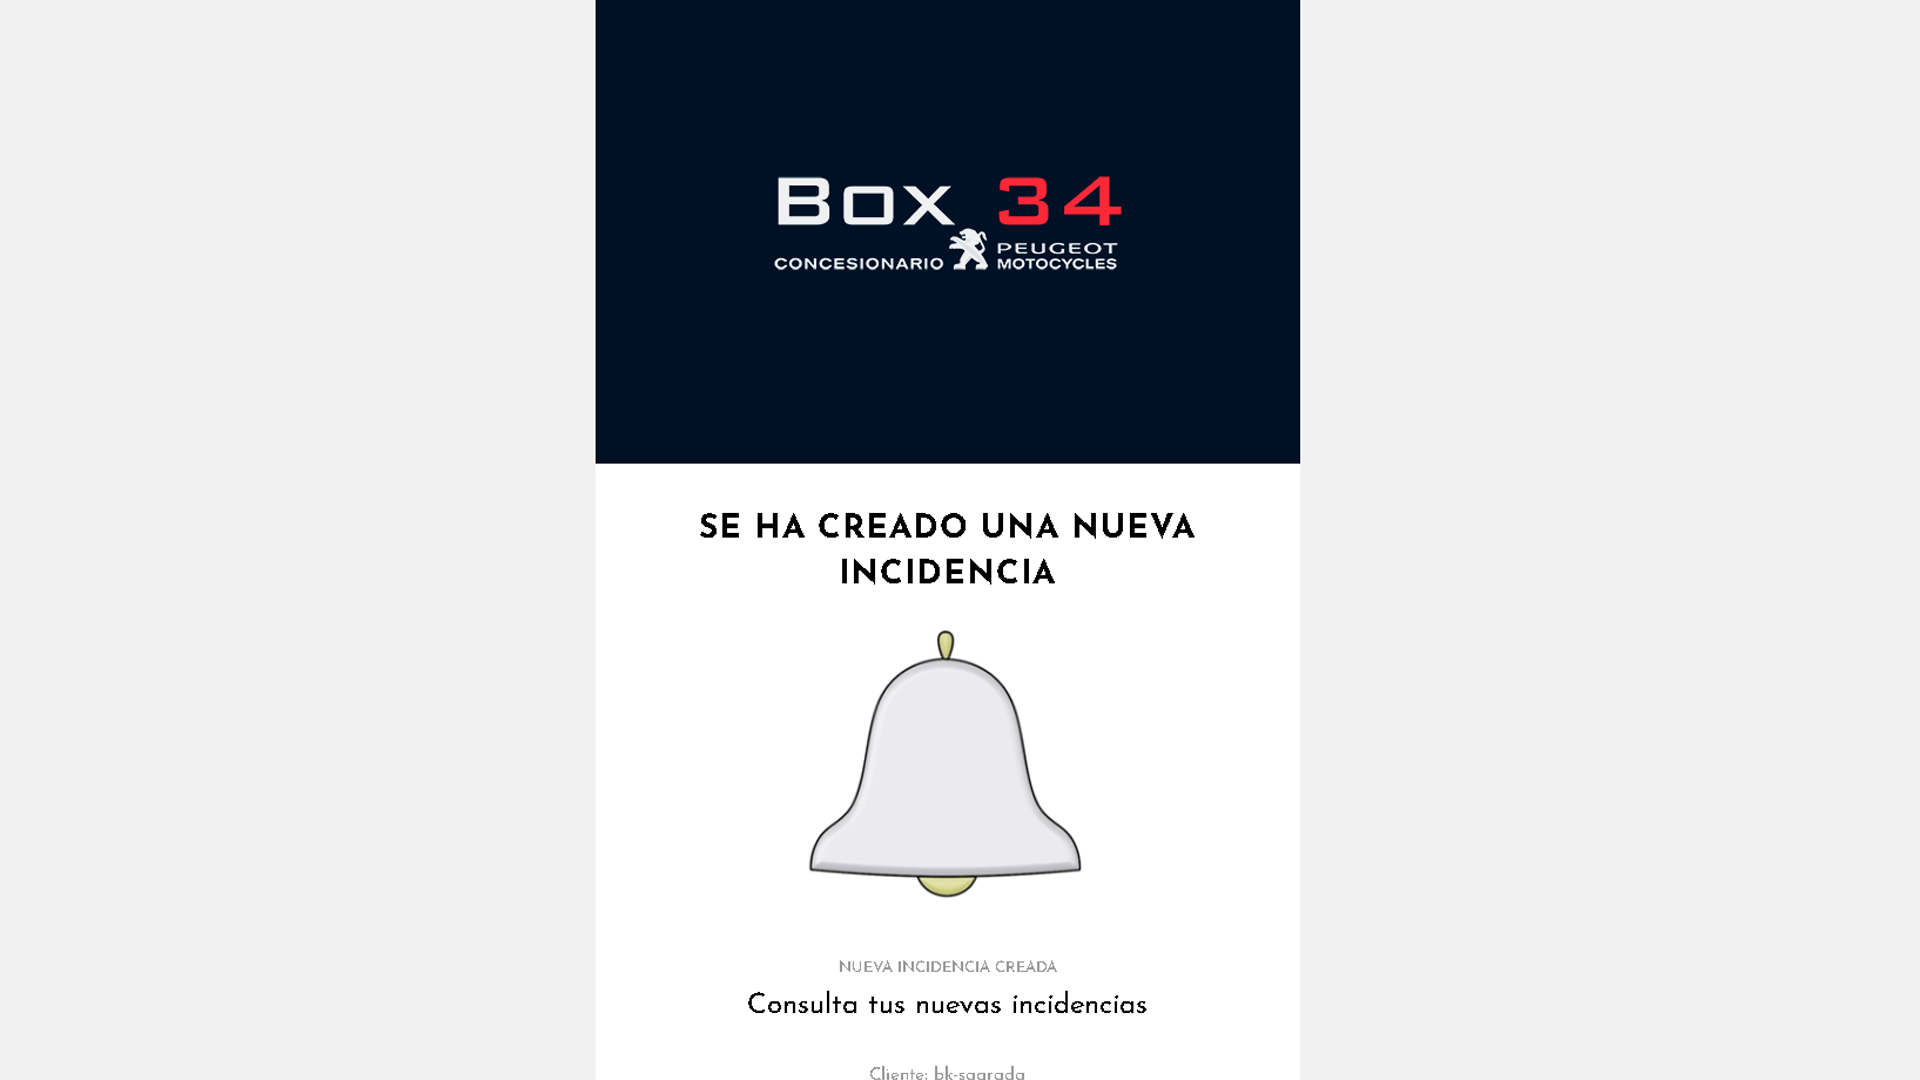 Box 34
CONCESIONARIO PEUGEOT MOTOCYCLES
SE HA CREADO UNA NUEVA
INCIDENCIA
NUEVA INCIDENCIA CREADA
Consulta tus nuevas incidencias
Cliente: bk-sagrada